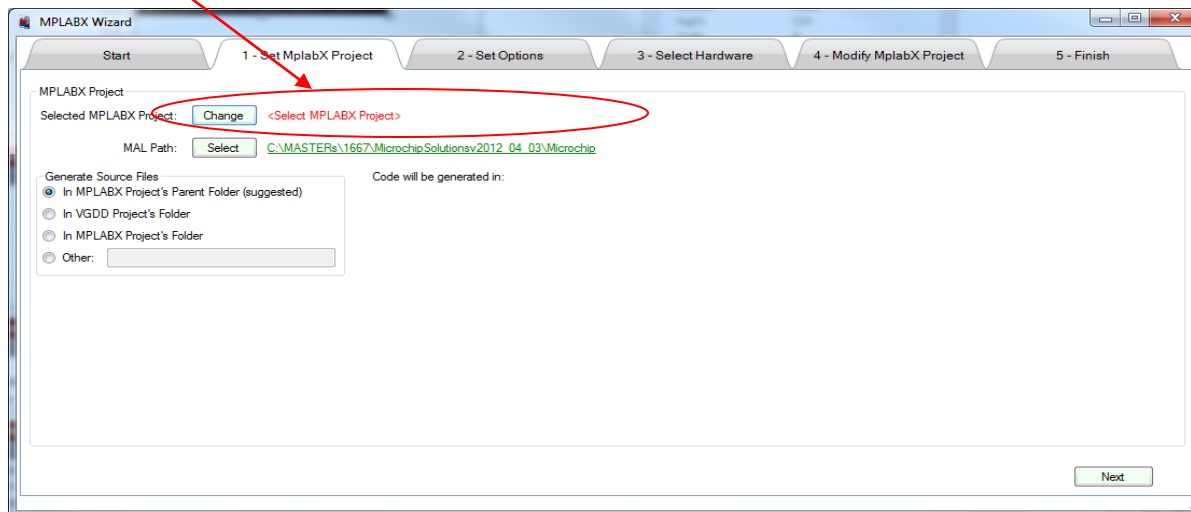 MPLABX Wizard
Start
1 - Set MplabX Project
2 - Set Options
3 - Select Hardware
4 - Modify MplabX Project
5 - Finish
MPLABX Project
Selected MPLABX Project: Change <Select MPLABX Project>
MAL Path: Select C:\MASTERs\1667\MicrochipSolutionsv2012_04_03\Microchip
Generate Source Files
Code will be generated in:
In MPLABX Project's Parent Folder (suggested)
In VGDD Project's Folder
In MPLABX Project's Folder
Other:
Next